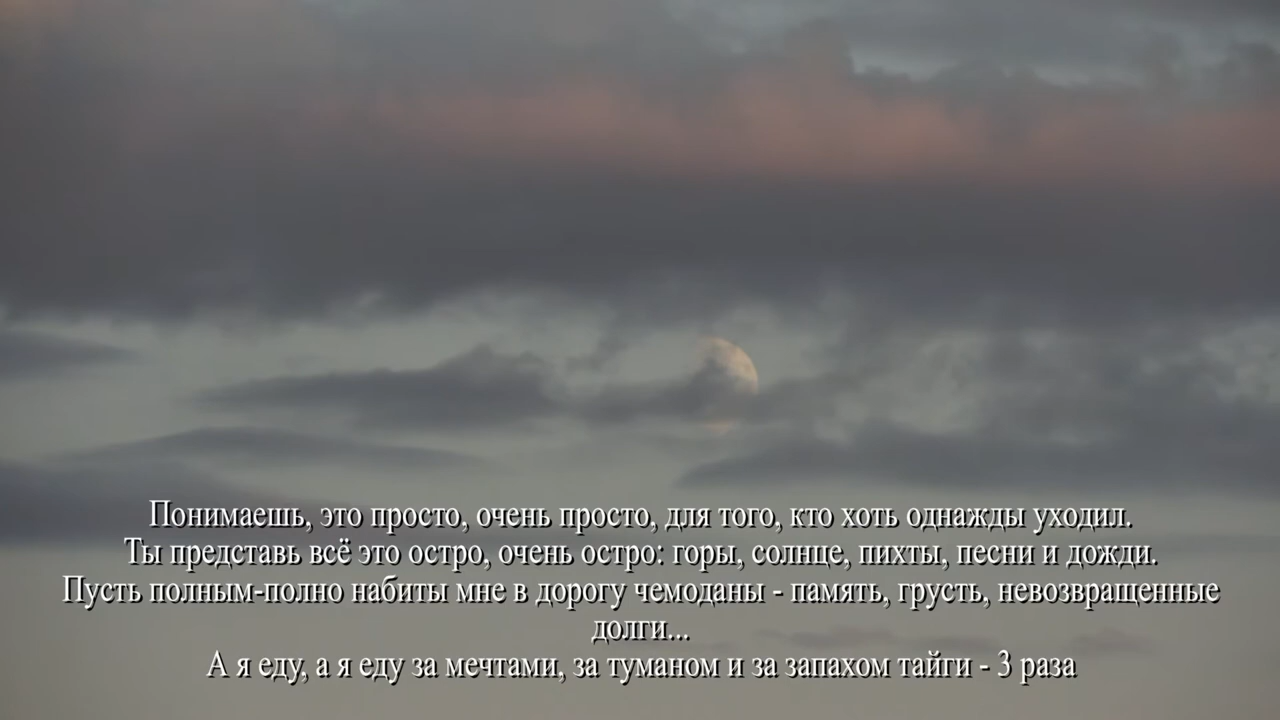 Понимаешь, это просто, очень просто, для того, кто хоть однажды уходил.
Ты представь всё это остро, очень остро: горы, солнце, пихты, песни и дожди.
Пусть полным-полно набиты мне в дорогу чемоданы - память, грусть, невозвращенные
долги...
А я еду, а я еду за мечтами, за туманом и за запахом тайги - 3 раза